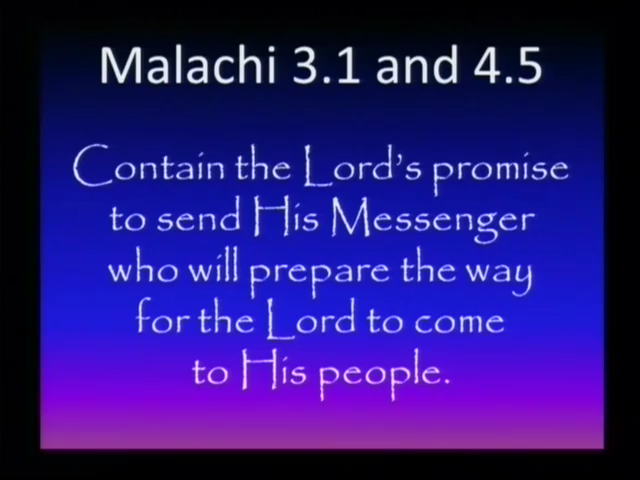 Malachi 3.1 and 4.5
Contain the Lord's promise
to send His Messenger
who will prepare the way
for the Lord to come
to His people.